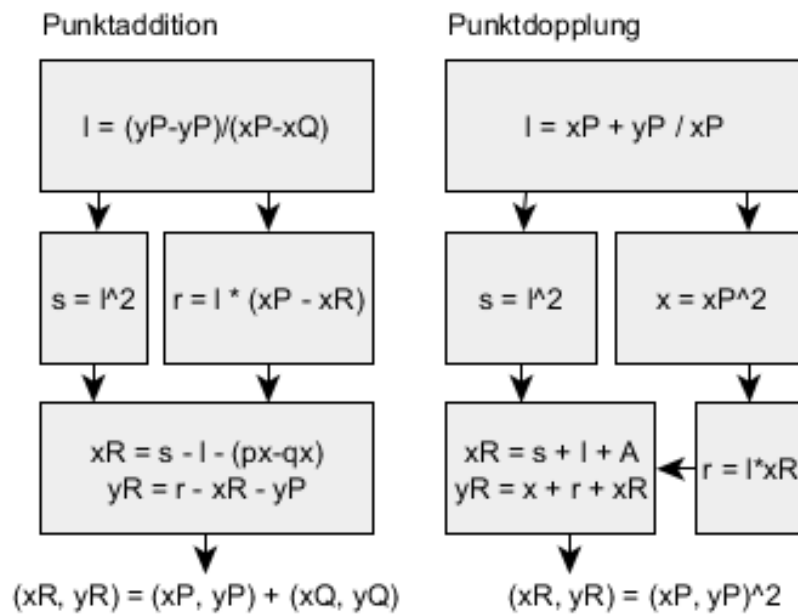 Punktaddition
l = (yP-yP)/(xP-xQ)
s = l^2
r = l * (xP - xR)
xR = s - l - (px-qx)
yR = r - xR - yP
(xR, yR) = (xP, yP) + (xQ, yQ)
Punktdopplung
l = xP + yP / xP
s = l^2
x = xP^2
xR = s + l + A
yR = x + r + xR
r = l*xR
(xR, yR) = (xP, yP)^2